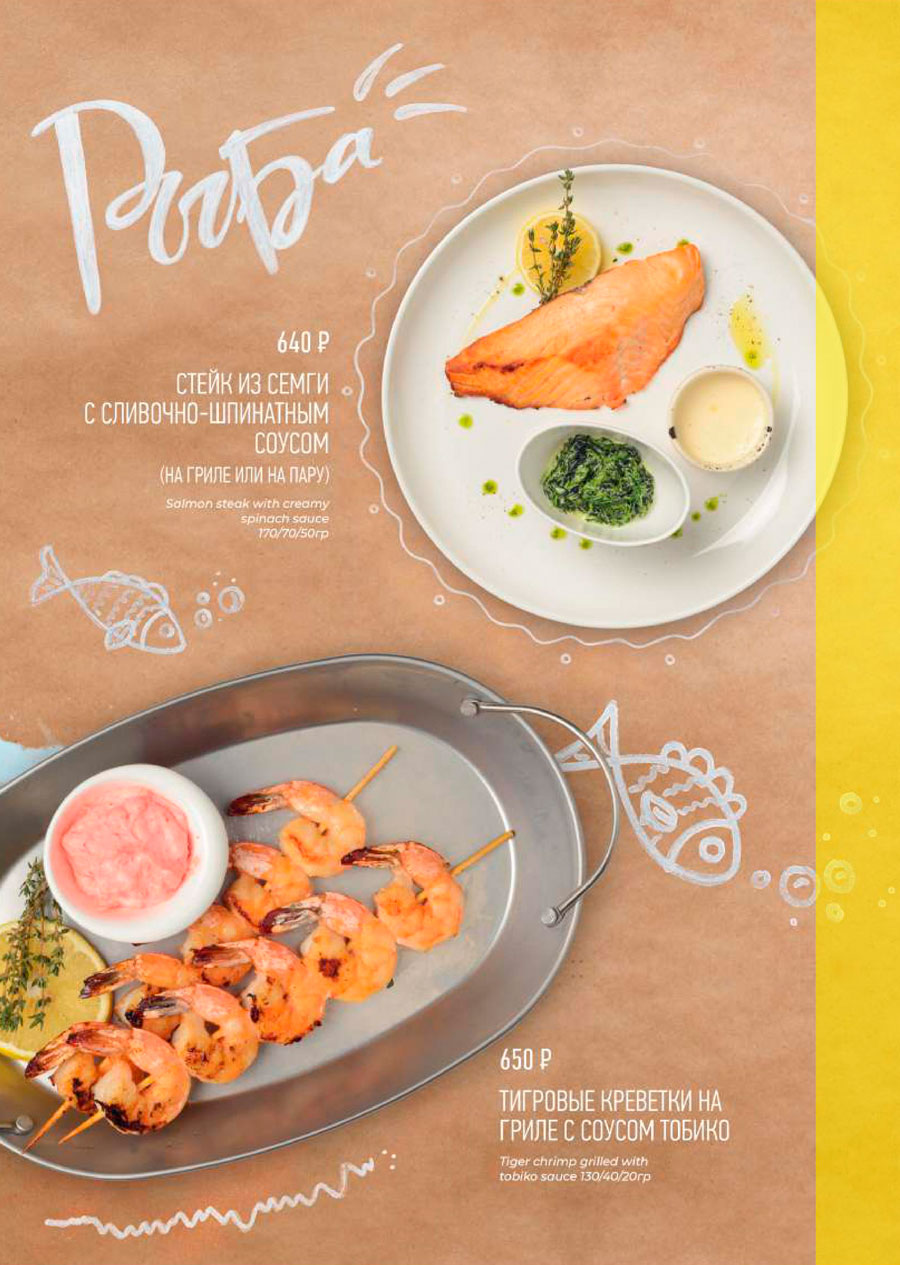 Рыба
640 ₽
СТЕЙК ИЗ СЕМГИ
С СЛИВОЧНО-ШПИНАТНЫМ
СОУСОМ
(НА ГРИЛЕ ИЛИ НА ПАРУ)
Salmon steak with creamy
spinach sauce
170/70/50гр
650 ₽
ТИГРОВЫЕ КРЕВЕТКИ НА
ГРИЛЕ С СОУСОМ ТОБИКО
Tiger chrimp grilled with
tobiko sauce 130/40/20гр